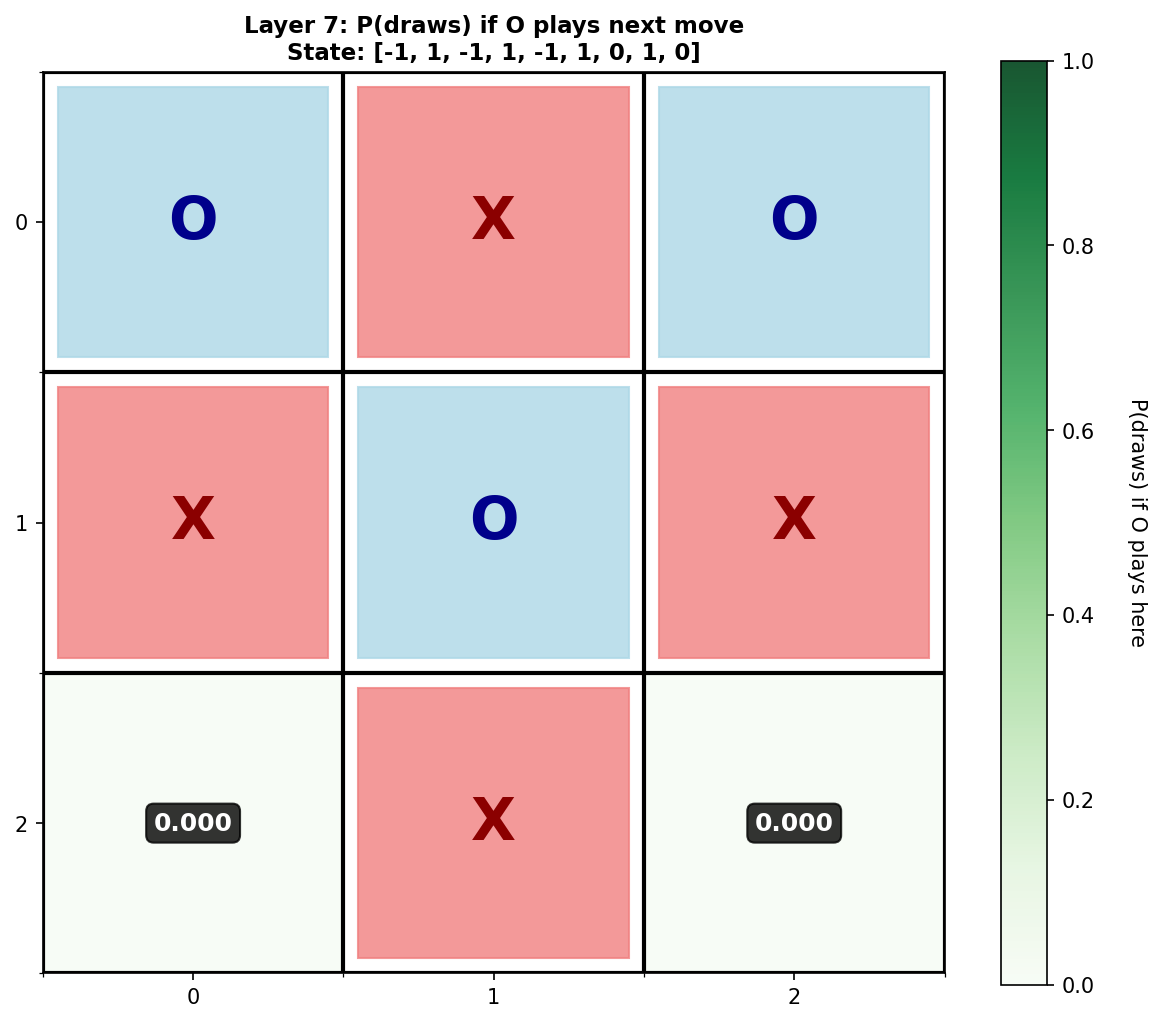 Layer 7: P(draws) if O plays next move
State: [-1, 1, -1, 1, -1, 1, 0, 1, 0]
0
O
X
O
1
X
O
X
2
0.000
X
0.000
0
1
2
1.0
0.8
0.6
0.4
0.2
0.0
P(draws) if O plays here